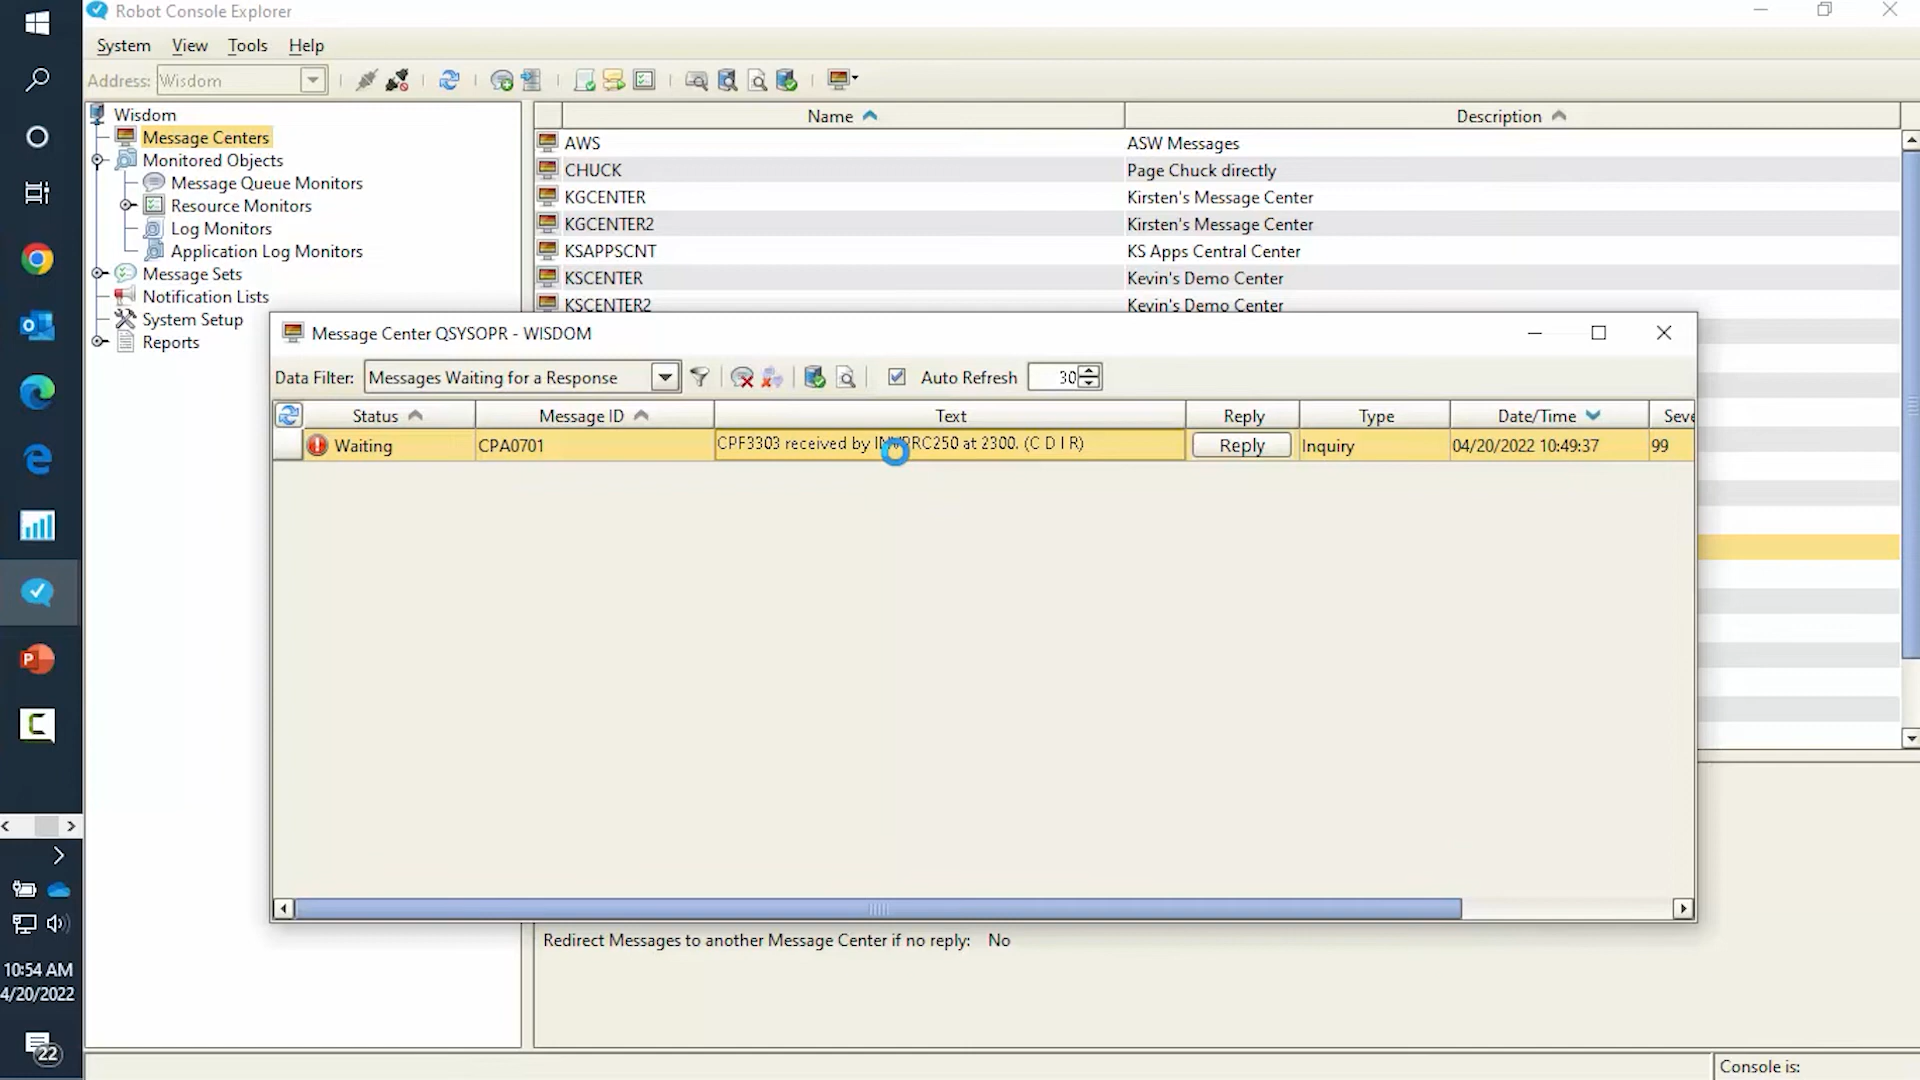 Robot Console Explorer
System View Tools Help
Address: Wisdom
Wisdom
Message Centers
Monitored Objects
Message Queue Monitors
Resource Monitors
Log Monitors
Application Log Monitors
Message Sets
Notification Lists
System Setup
Reports
Name Description
AWS ASW Messages
CHUCK Page Chuck directly
KGCENTER Kirsten's Message Center
KGCENTER2 Kirsten's Message Center
KSAPPSCNT KS Apps Central Center
KSCENTER Kevin's Demo Center
KSCENTER2 Kevin's Demo Center
Message Center QSYSOPR - WISDOM
Data Filter: Messages Waiting for a Response Auto Refresh 30
Status Message ID Text Reply Type Date/Time Seve
Waiting CPA0701 CPF3303 received by at 2300. (C D I R) Reply Inquiry 04/20/2022 10:49:37 99
Redirect Messages to another Message Center if no reply: No
10:54 AM
4/20/2022
22
Console is: